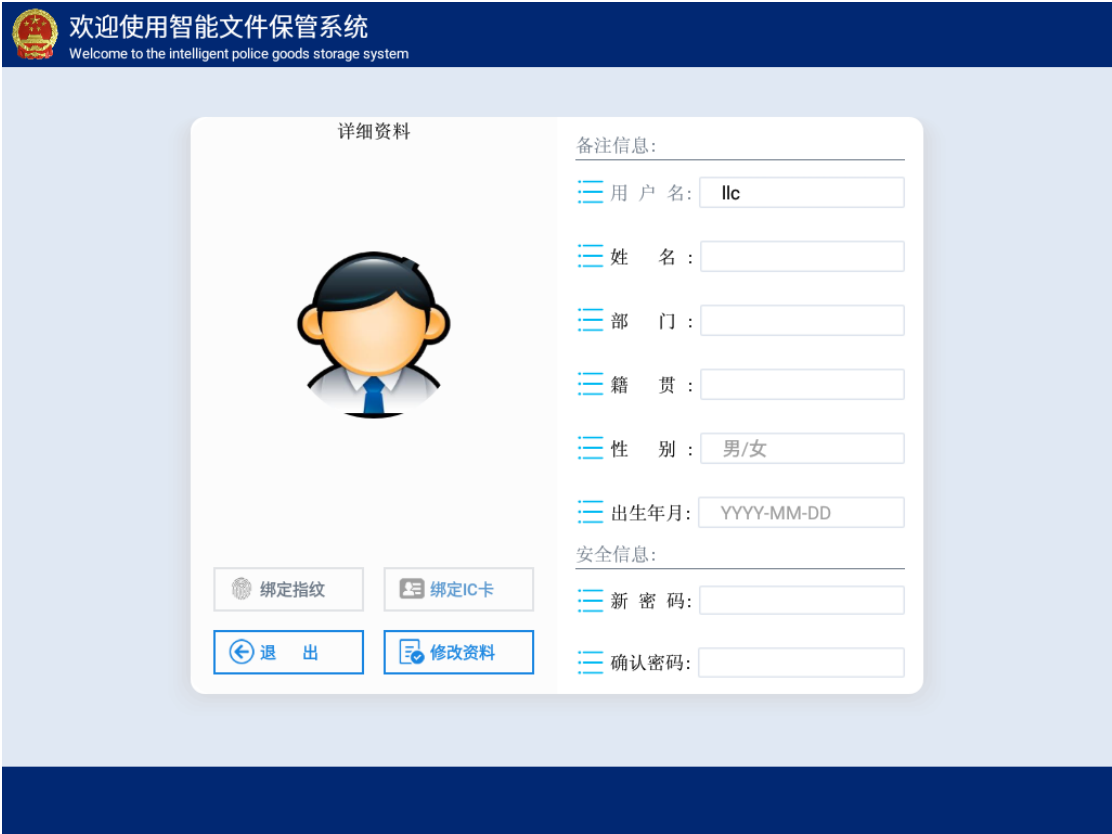 欢迎使用智能文件保管系统
Welcome to the intelligent police goods storage system
详细资料
备注信息:
用 户 名: llc
姓 名 :
部 门 :
籍 贯 :
性 别 : 男/女
出生年月: YYYY-MM-DD
安全信息:
新 密 码:
确认密码:
绑定指纹 绑定IC卡
退 出 修改资料